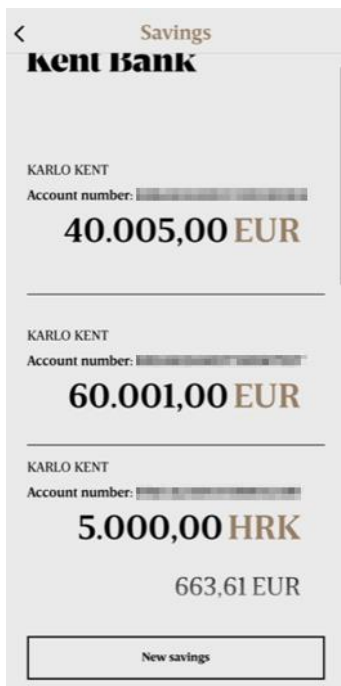 Savings
Kent Bank
KARLO KENT
Account number:
40.005,00 EUR
KARLO KENT
Account number:
60.001,00 EUR
KARLO KENT
Account number:
5.000,00 HRK
663,61 EUR
New savings